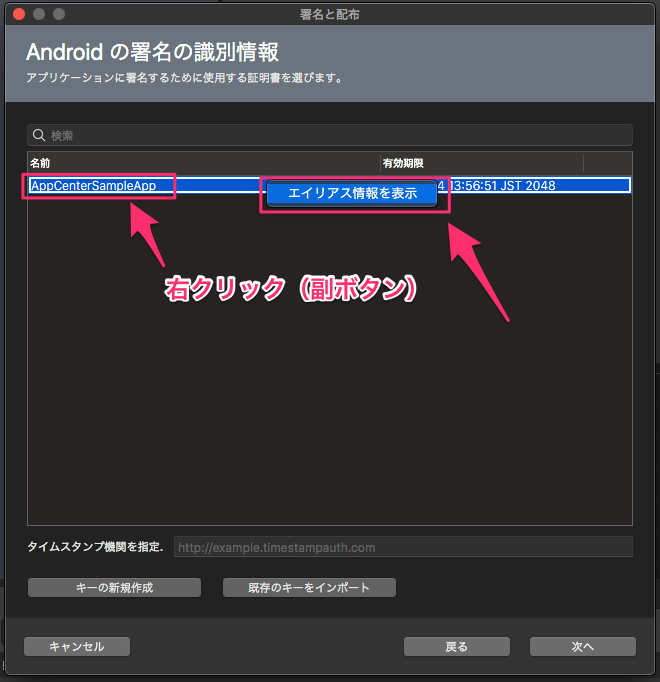 署名と配布
Android の署名の識別情報
アプリケーションに署名するために使用する証明書を選びます。
検索
名前 有効期限
AppCenterSampleApp エイリアス情報を表示 4 13:56:51 JST 2048
右クリック（副ボタン）
タイムスタンプ機関を指定. http://example.timestampauth.com
キーの新規作成 既存のキーをインポート
キャンセル 戻る 次へ